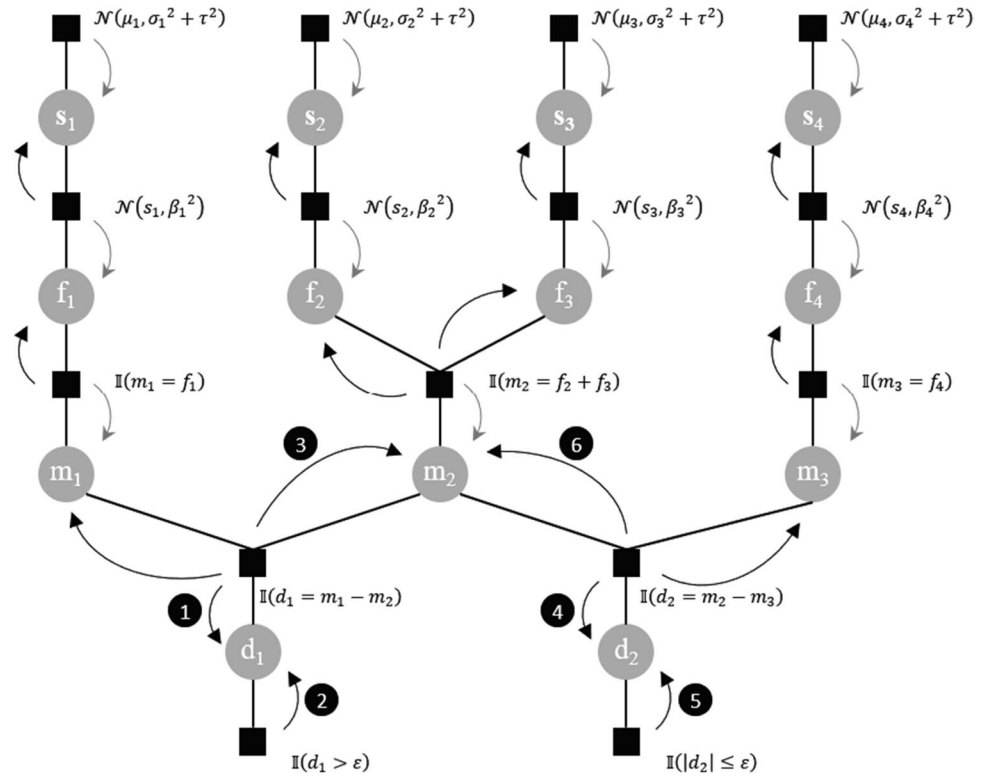 𝒩(μ₁, σ₁² + τ²) 𝒩(μ₂, σ₂² + τ²) 𝒩(μ₃, σ₃² + τ²) 𝒩(μ₄, σ₄² + τ²)
s₁ s₂ s₃ s₄
𝒩(s₁, β₁²) 𝒩(s₂, β₂²) 𝒩(s₃, β₃²) 𝒩(s₄, β₄²)
f₁ f₂ f₃ f₄
𝕀(m₁ = f₁) 𝕀(m₂ = f₂ + f₃) 𝕀(m₃ = f₄)
3 6
m₁ m₂ m₃
𝕀(d₁ = m₁ − m₂) 𝕀(d₂ = m₂ − m₃)
1 4
d₁ d₂
2 5
𝕀(d₁ > ε) 𝕀(|d₂| ≤ ε)